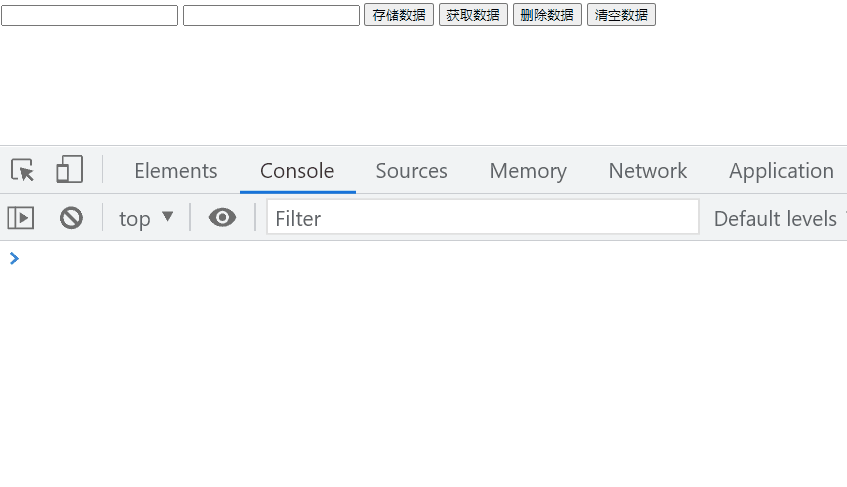 存储数据 获取数据 删除数据 清空数据
Elements Console Sources Memory Network Application
top Filter Default levels